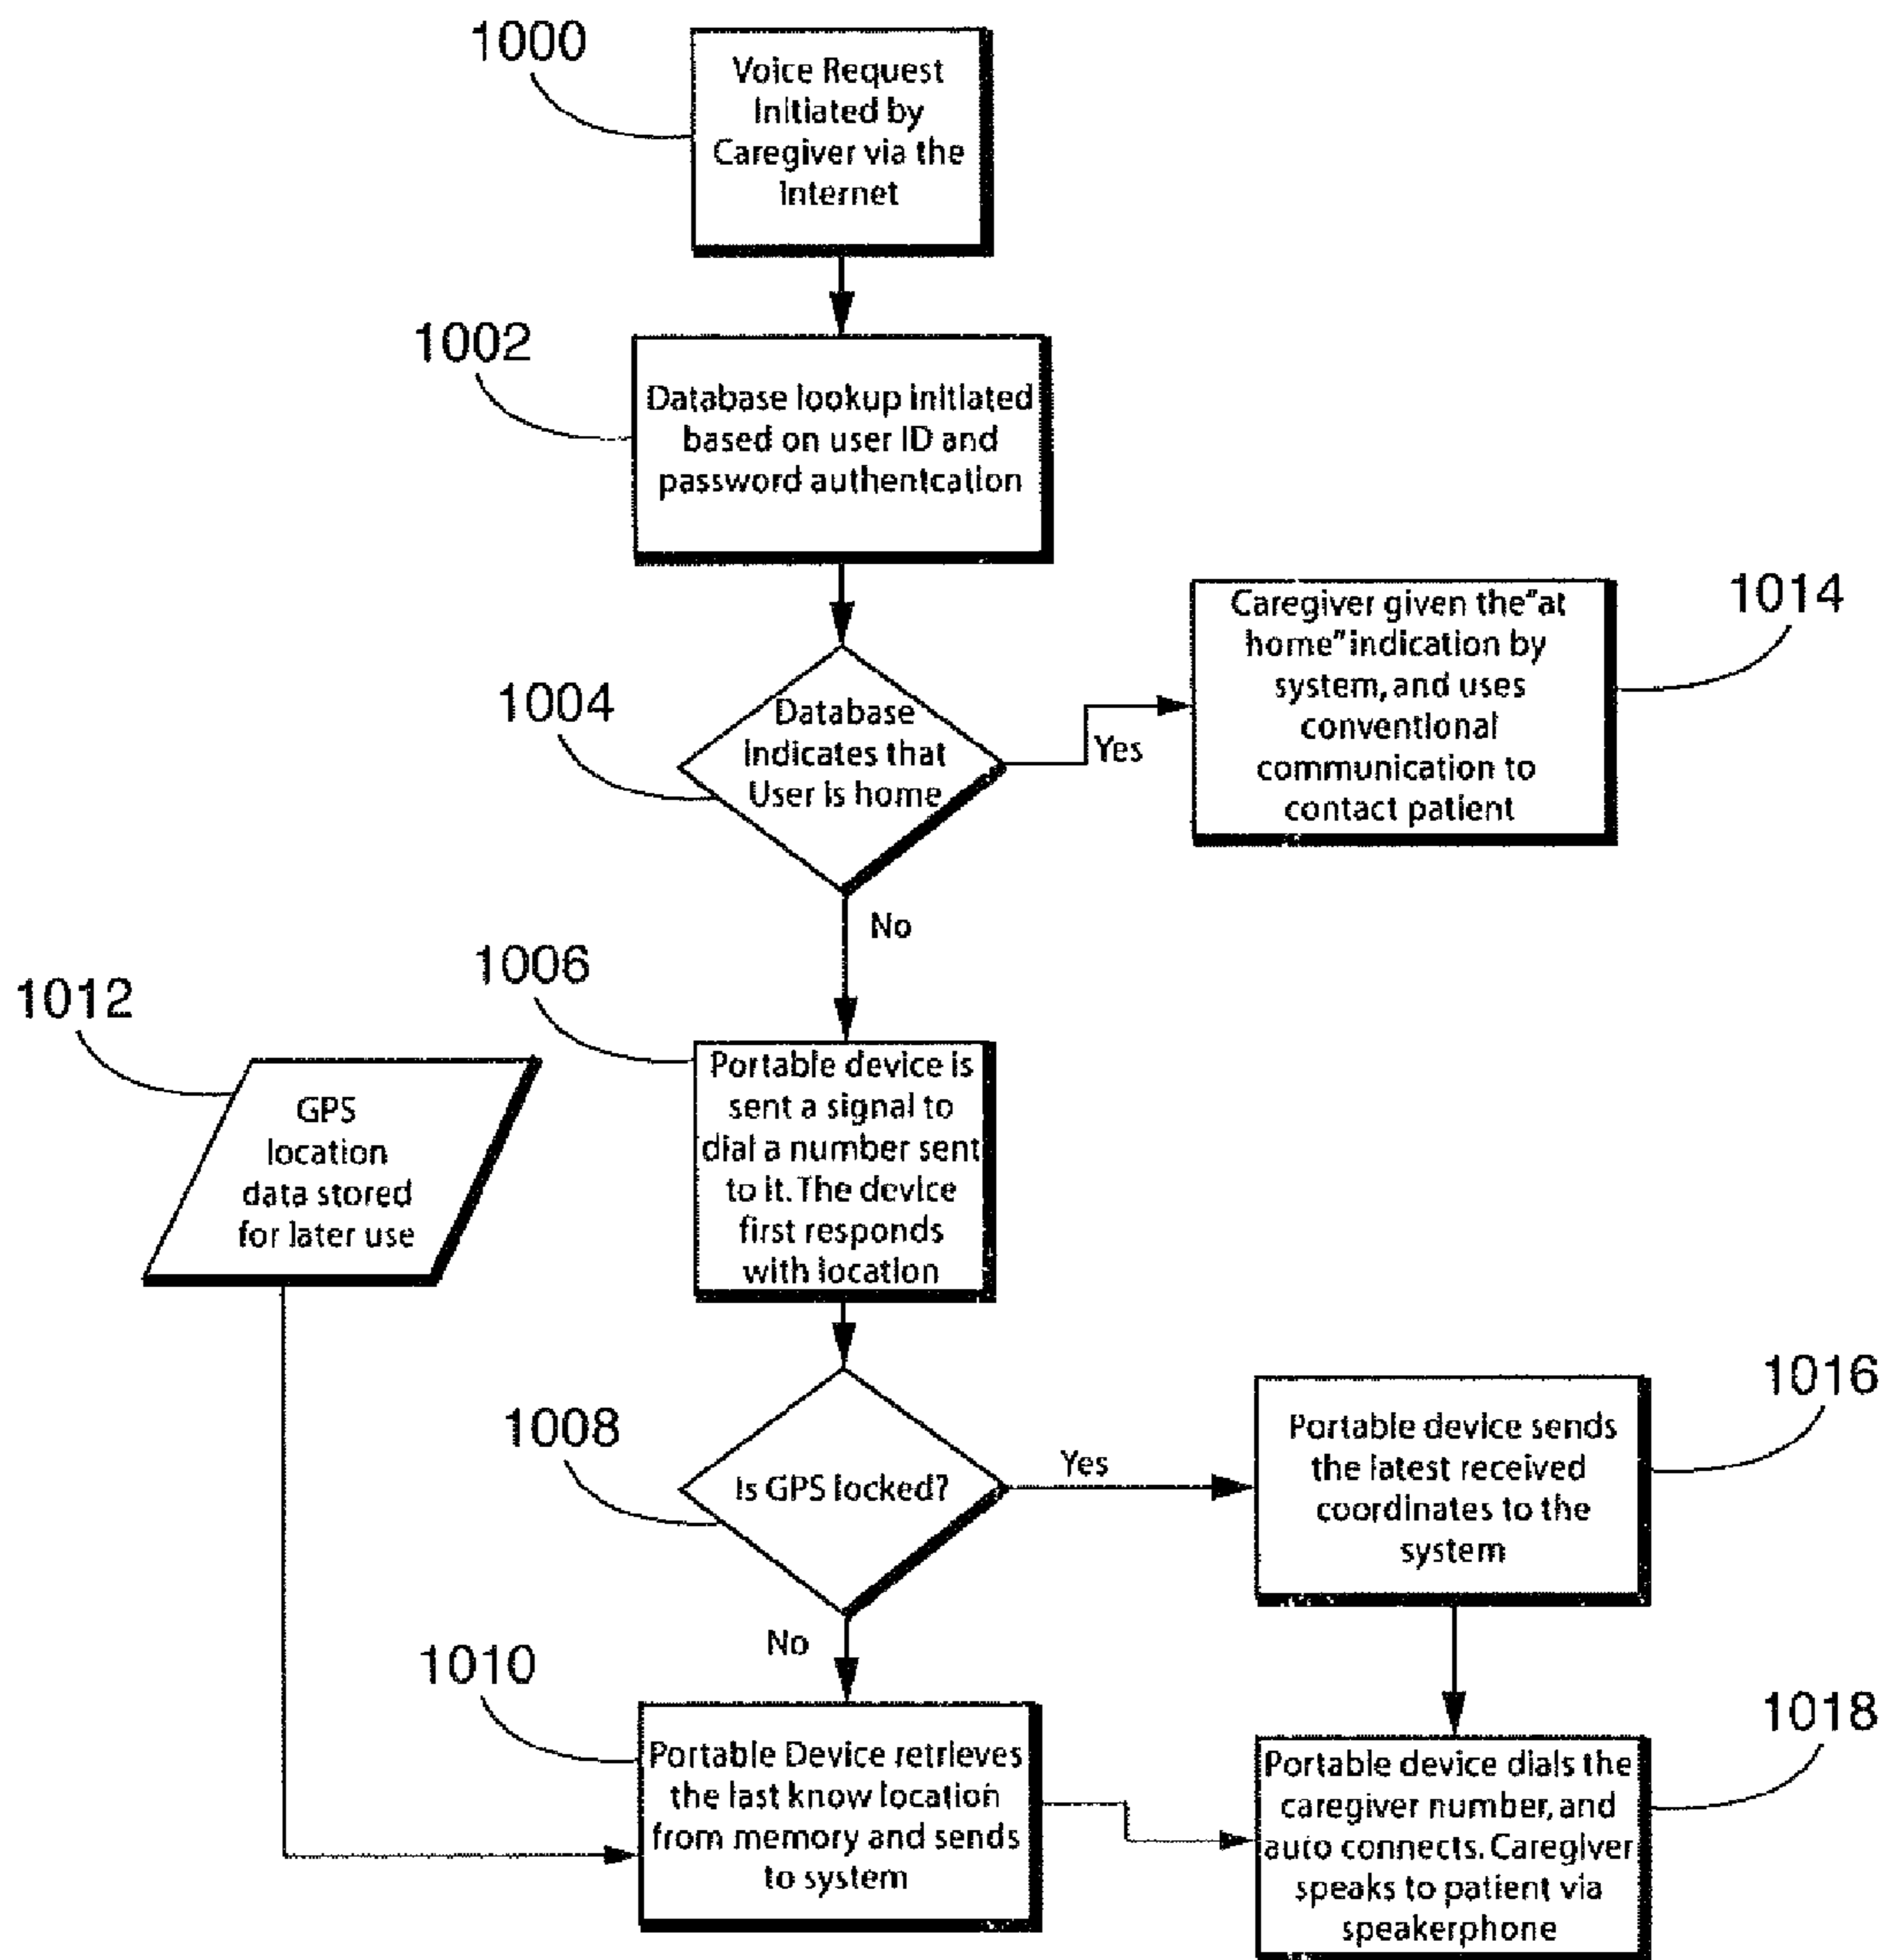 1000
Voice Request
Initiated by
Caregiver via the
Internet
1002
Database lookup initiated
based on user ID and
password authentcation
1004
Database
indicates that
User is home
Yes
1014
Caregiver given the "at
home" indication by
system, and uses
conventional
communication to
contact patient
No
1006
Portable device is
sent a signal to
dial a number sent
to it. The device
first responds
with location
1012
GPS
location
data stored
for later use
1008
Is GPS locked?
Yes
1016
Portable device sends
the latest received
coordinates to the
system
No
1010
Portable Device retrieves
the last know location
from memory and sends
to system
1018
Portable device dials the
caregiver number, and
auto connects. Caregiver
speaks to patient via
speakerphone